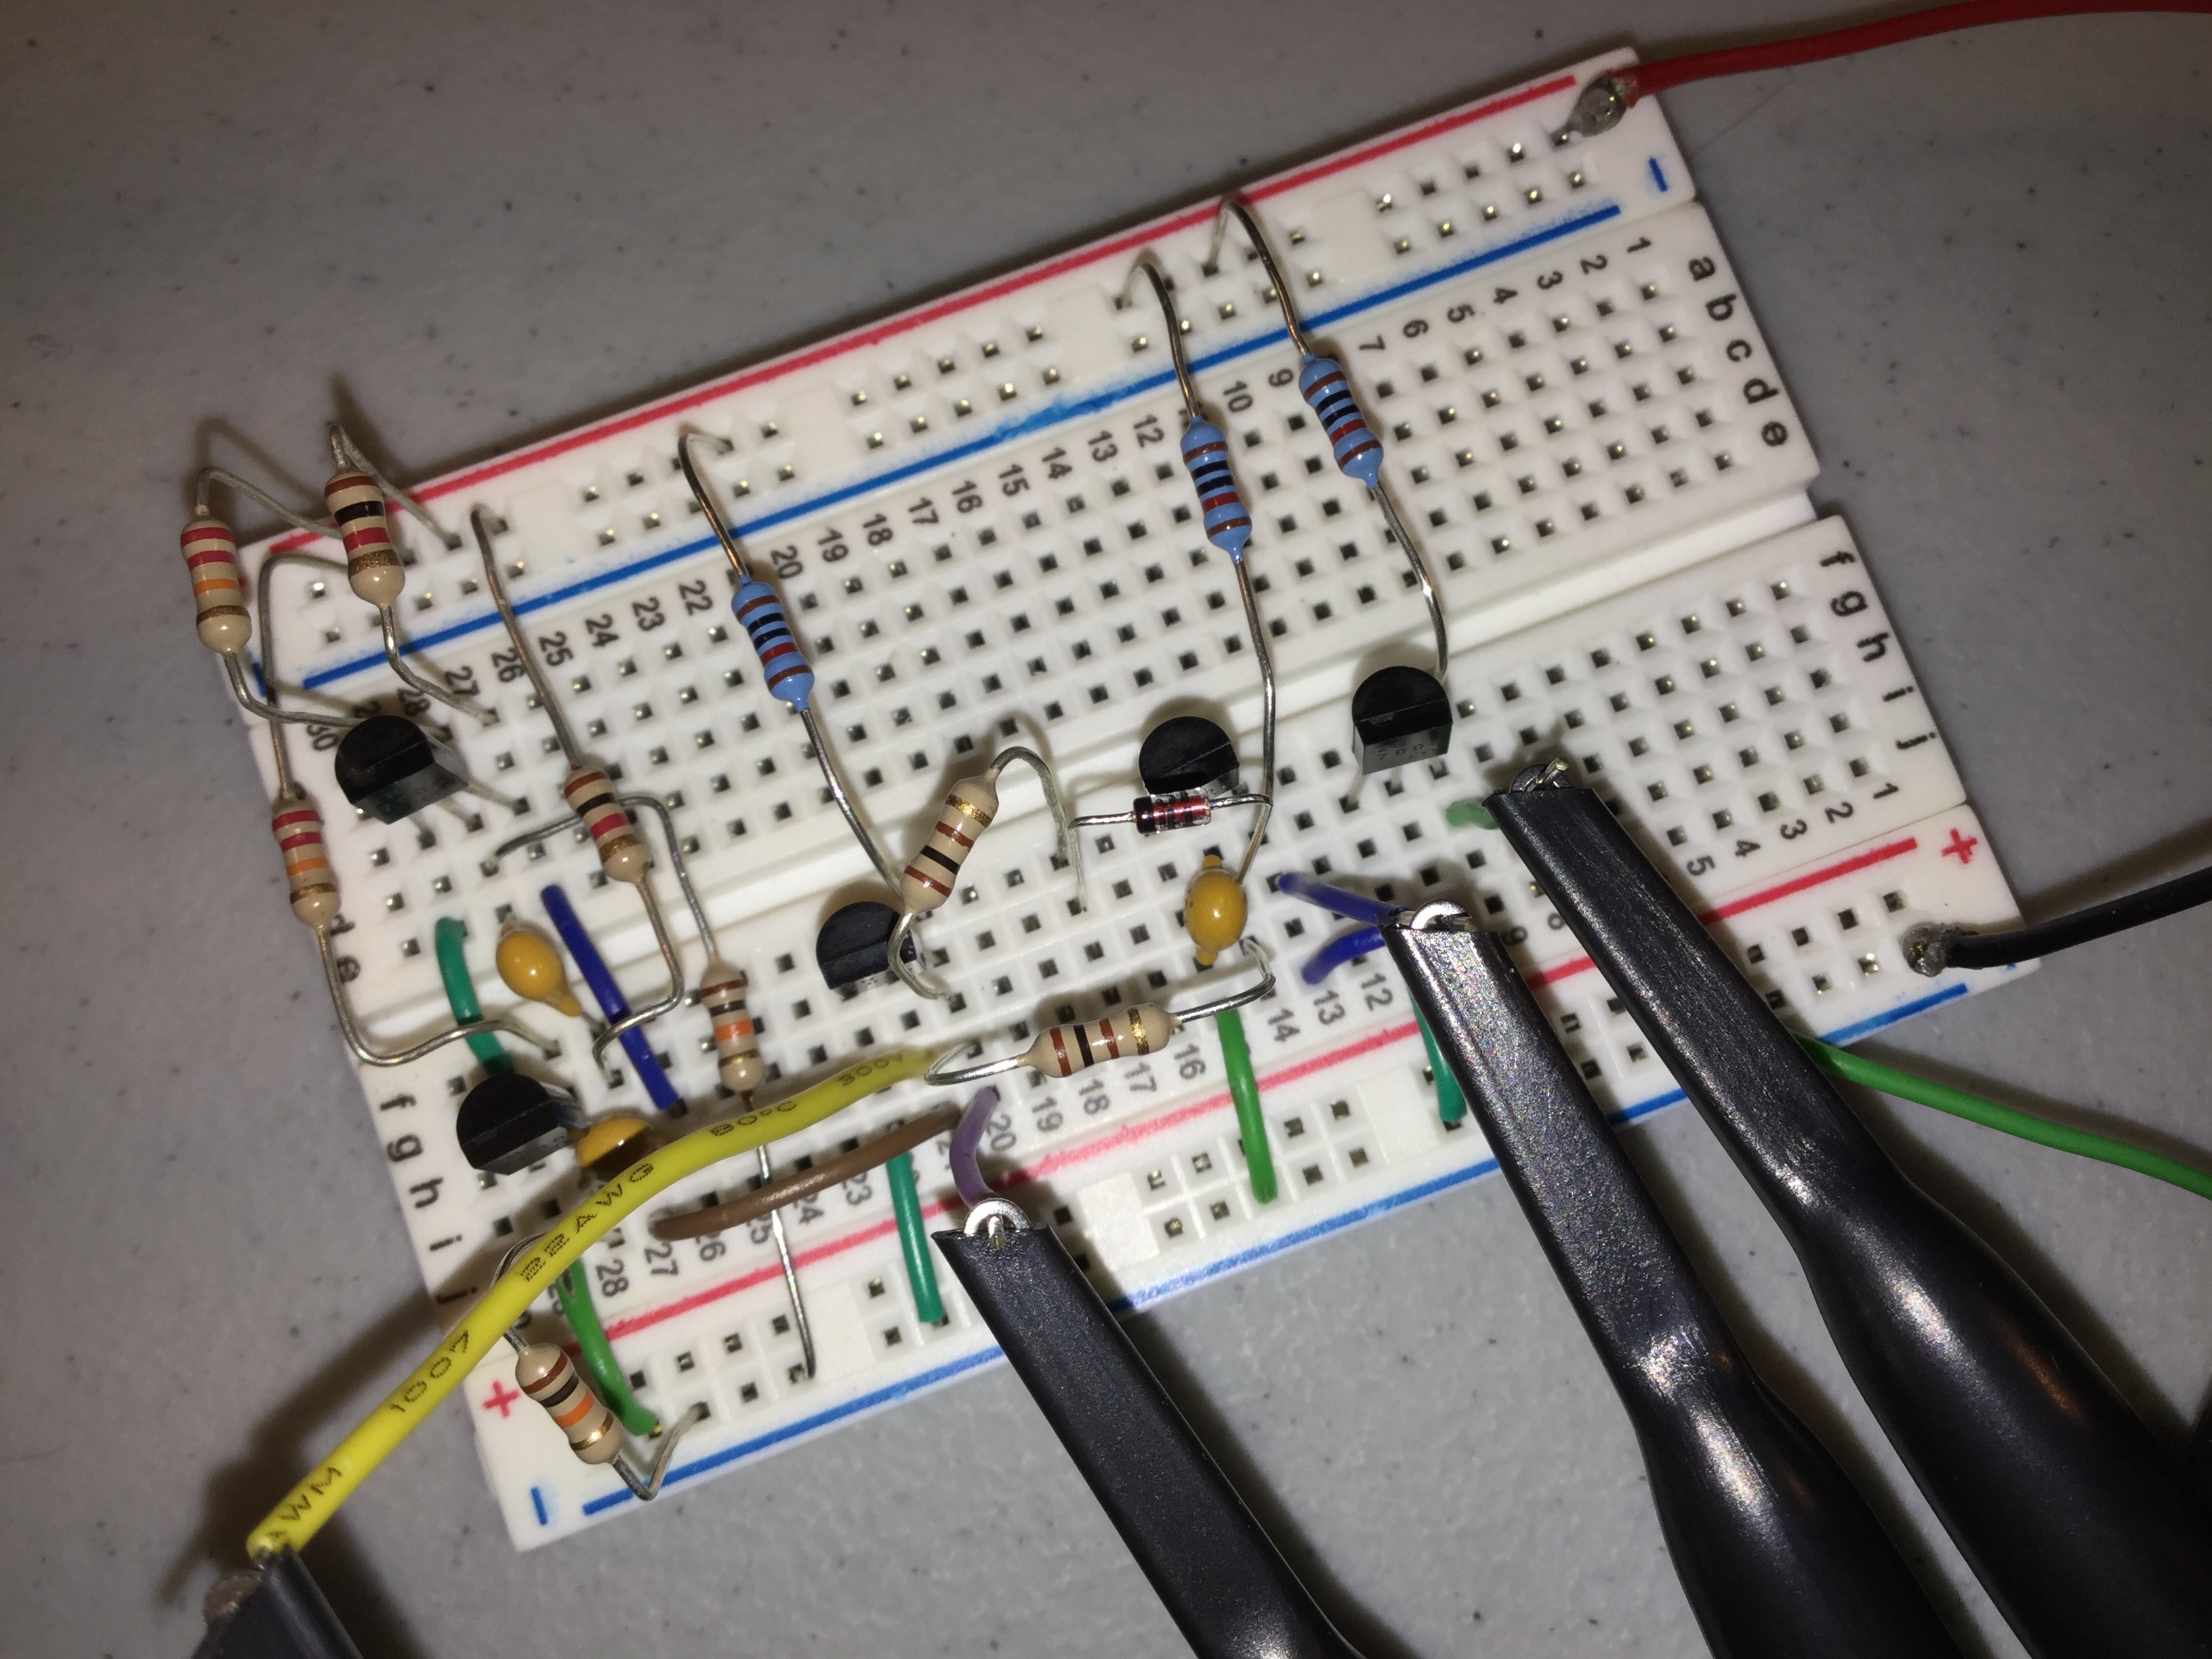 a b c d e
1 2 3 4 5 6 7 9 10 12 13 14 15 16 17 18 19 20 22 23 24 25 26 27 28 30
d e
f g h i j
1 2 3 4 5 8 9 12 13 14 16 17 18 19 20 23 24 25 26 27 28
f g h i j
+
+
-
-
AWM 1007 22AWG 80°C 300V